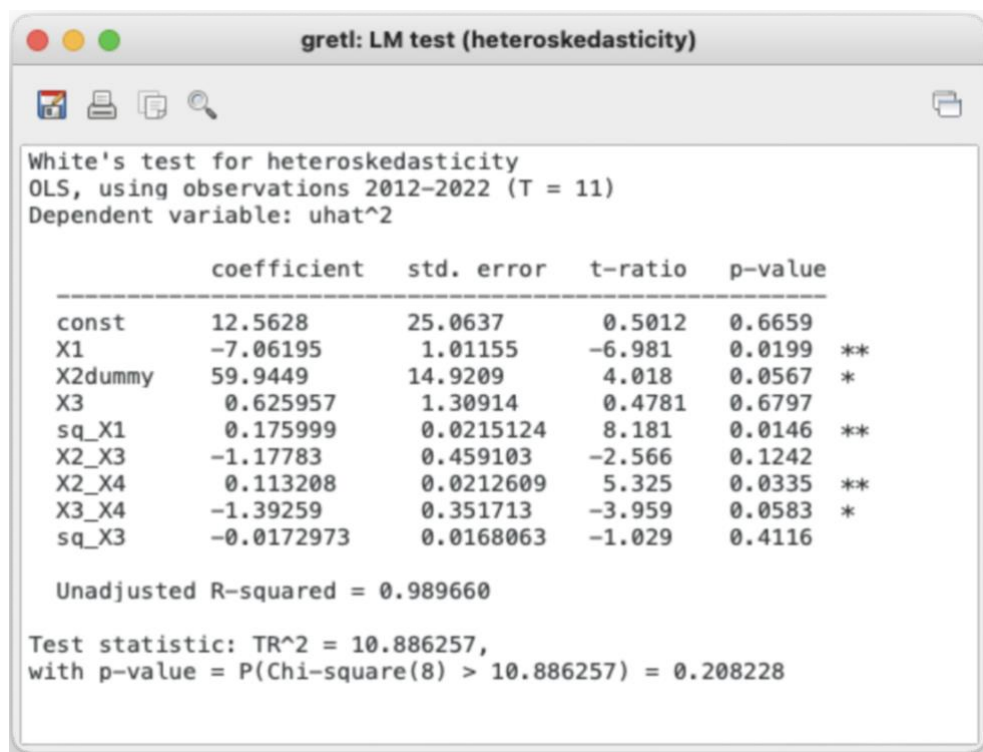 gretl: LM test (heteroskedasticity)
White's test for heteroskedasticity
OLS, using observations 2012-2022 (T = 11)
Dependent variable: uhat^2
coefficient std. error t-ratio p-value
const 12.5628 25.0637 0.5012 0.6659
X1 -7.06195 1.01155 -6.981 0.0199 **
X2dummy 59.9449 14.9209 4.018 0.0567 *
X3 0.625957 1.30914 0.4781 0.6797
sq_X1 0.175999 0.0215124 8.181 0.0146 **
X2_X3 -1.17783 0.459103 -2.566 0.1242
X2_X4 0.113208 0.0212609 5.325 0.0335 **
X3_X4 -1.39259 0.351713 -3.959 0.0583 *
sq_X3 -0.0172973 0.0168063 -1.029 0.4116
Unadjusted R-squared = 0.989660
Test statistic: TR^2 = 10.886257,
with p-value = P(Chi-square(8) > 10.886257) = 0.208228